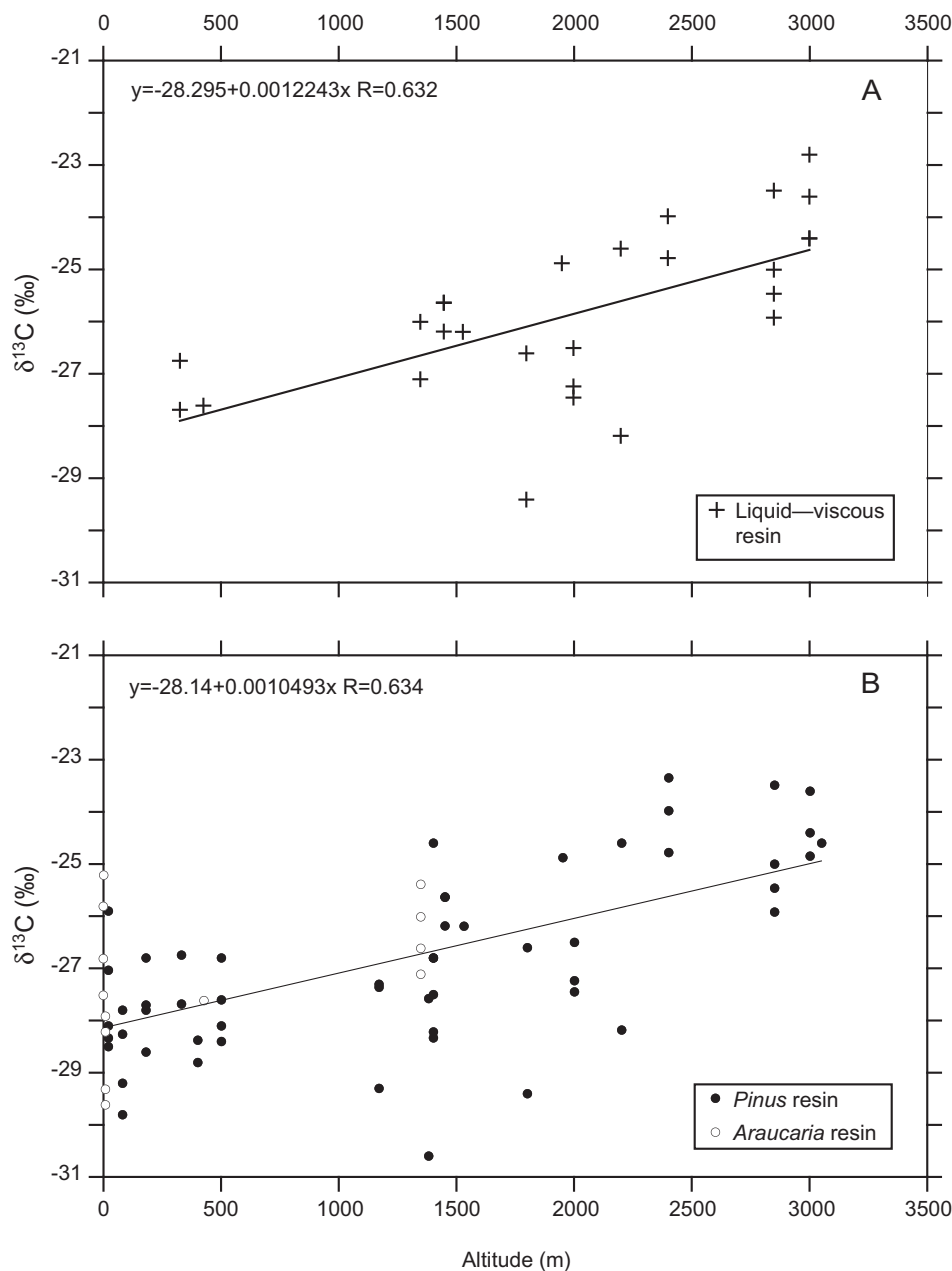 0 500 1000 1500 2000 2500 3000 3500
-21
y=-28.295+0.0012243x R=0.632
A
-23
-25
δ13C (‰)
-27
-29
Liquid—viscous
resin
-31
-21
y=-28.14+0.0010493x R=0.634
B
-23
-25
δ13C (‰)
-27
-29
Pinus resin
Araucaria resin
-31
0 500 1000 1500 2000 2500 3000 3500
Altitude (m)